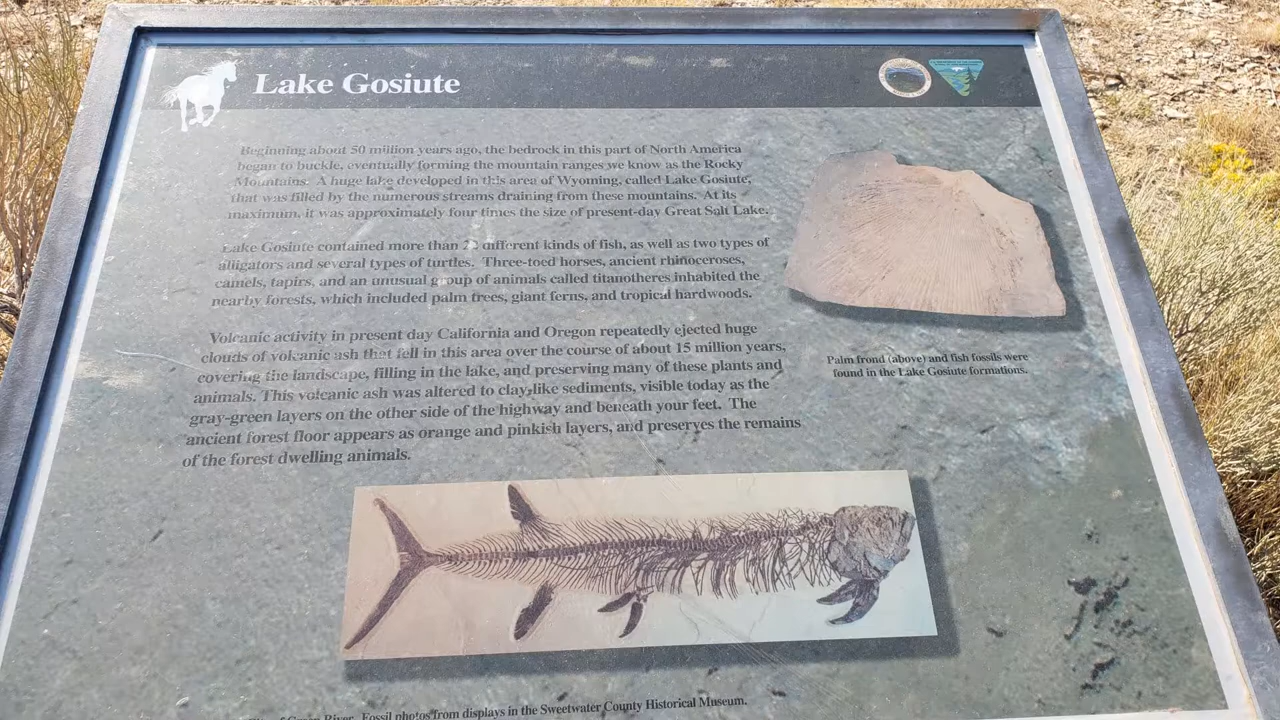 Lake Gosiute
Beginning about 50 million years ago, the bedrock in this part of North America
began to buckle, eventually forming the mountain ranges we know as the Rocky
Mountains. A huge lake developed in this area of Wyoming, called Lake Gosiute,
that was filled by the numerous streams draining from these mountains. At its
maximum, it was approximately four times the size of present-day Great Salt Lake.
Lake Gosiute contained more than different kinds of fish, as well as two types of
alligators and several types of turtles. Three-toed horses, ancient rhinoceroses,
camels, tapirs, and an unusual group of animals called titanotheres inhabited the
nearby forests, which included palm trees, giant ferns, and tropical hardwoods.
Volcanic activity in present day California and Oregon repeatedly ejected huge
clouds of volcanic ash that fell in this area over the course of about 15 million years,
covering the landscape, filling in the lake, and preserving many of these plants and
animals. This volcanic ash was altered to clay-like sediments, visible today as the
gray-green layers on the other side of the highway and beneath your feet. The
ancient forest floor appears as orange and pinkish layers, and preserves the remains
of the forest dwelling animals.
Palm frond (above) and fish fossils were
found in the Lake Gosiute formations.
of Green River. Fossil photos from displays in the Sweetwater County Historical Museum.